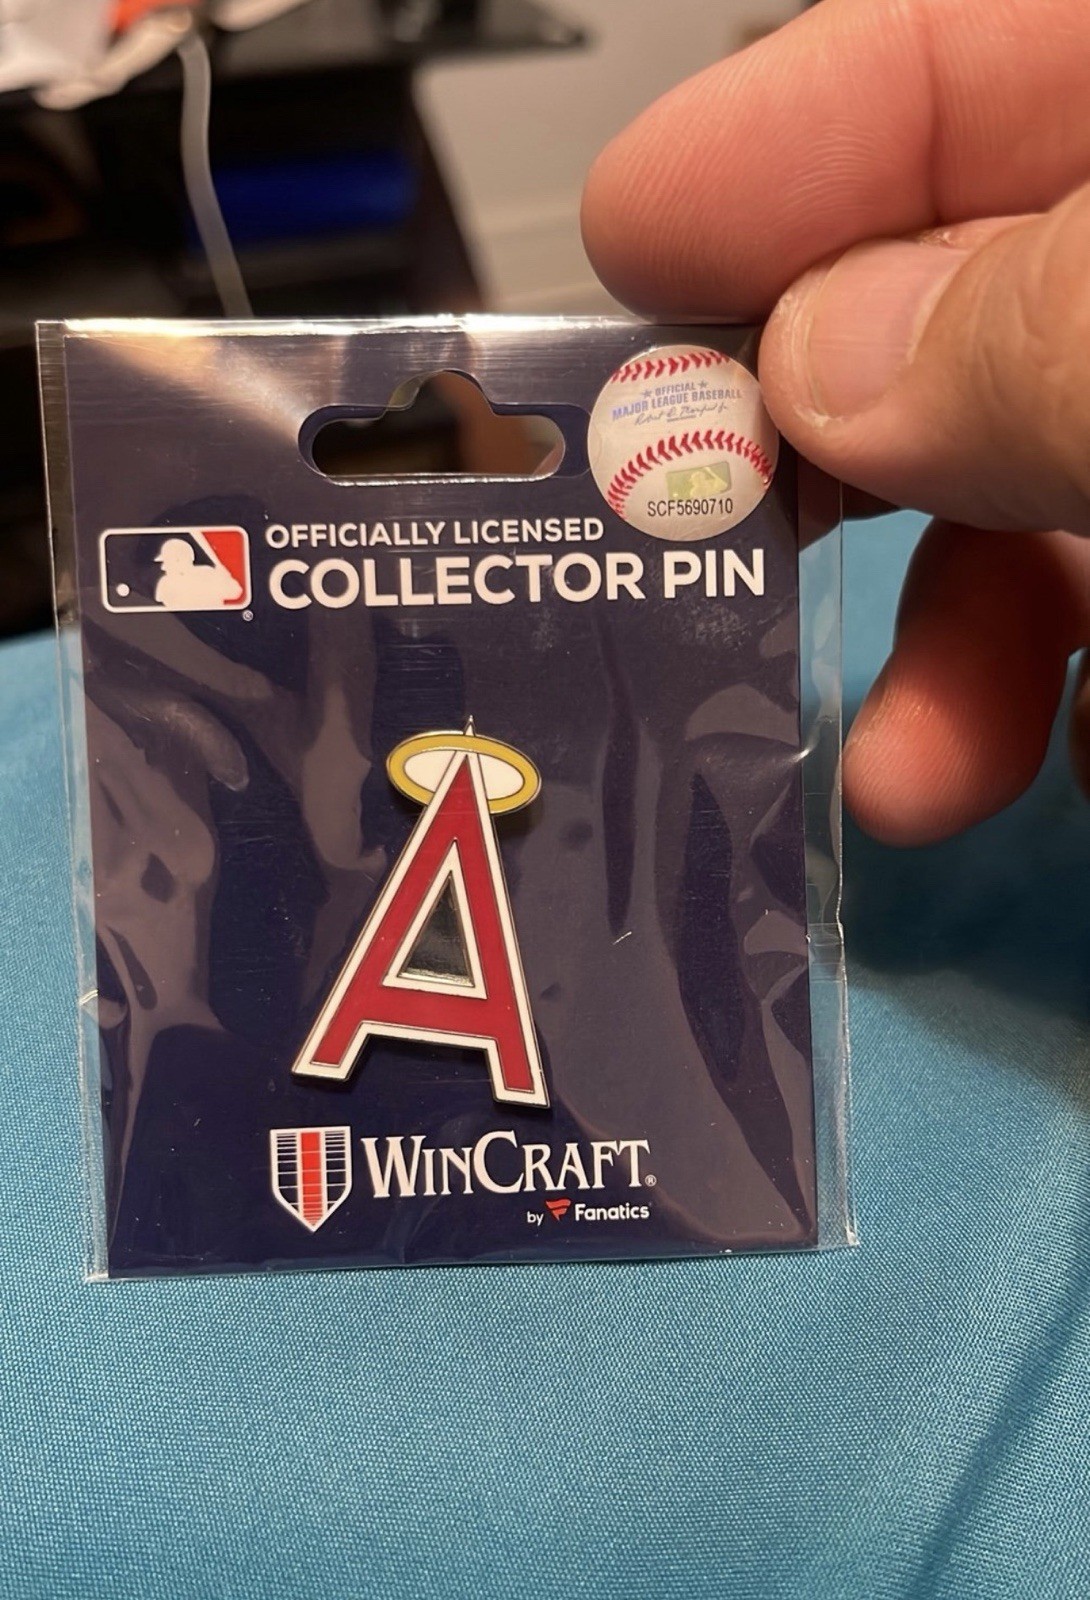 OFFICIAL
MAJOR LEAGUE BASEBALL
SCF5690710
OFFICIALLY LICENSED
COLLECTOR PIN
®
A
WINCRAFT®
by Fanatics